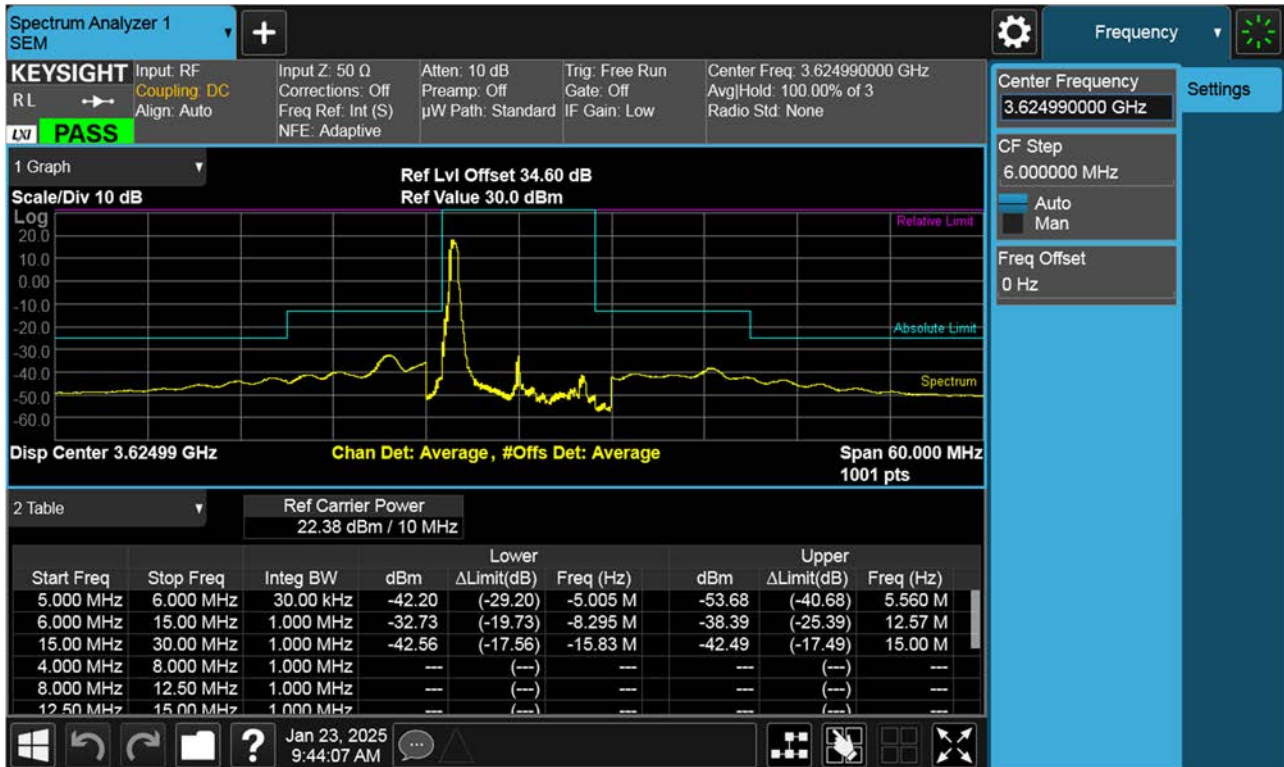 Spectrum Analyzer 1
SEM
+
Frequency
KEYSIGHT
RL
LXI
PASS
Input: RF
Coupling: DC
Align: Auto
Input Z: 50 Ω
Corrections: Off
Freq Ref: Int (S)
NFE: Adaptive
Atten: 10 dB
Preamp: Off
µW Path: Standard
Trig: Free Run
Gate: Off
IF Gain: Low
Center Freq: 3.624990000 GHz
Avg|Hold: 100.00% of 3
Radio Std: None
Center Frequency
3.624990000 GHz
Settings
CF Step
6.000000 MHz
Auto
Man
Freq Offset
0 Hz
1 Graph
Scale/Div 10 dB
Ref Lvl Offset 34.60 dB
Ref Value 30.0 dBm
Log
Relative Limit
20.0
10.0
0.00
-10.0
-20.0
Absolute Limit
-30.0
-40.0
Spectrum
-50.0
-60.0
Disp Center 3.62499 GHz
Chan Det: Average , #Offs Det: Average
Span 60.000 MHz
1001 pts
2 Table
Ref Carrier Power
22.38 dBm / 10 MHz
Lower Upper
Start Freq Stop Freq Integ BW dBm ΔLimit(dB) Freq (Hz) dBm ΔLimit(dB) Freq (Hz)
5.000 MHz 6.000 MHz 30.00 kHz -42.20 (-29.20) -5.005 M -53.68 (-40.68) 5.560 M
6.000 MHz 15.00 MHz 1.000 MHz -32.73 (-19.73) -8.295 M -38.39 (-25.39) 12.57 M
15.00 MHz 30.00 MHz 1.000 MHz -42.56 (-17.56) -15.83 M -42.49 (-17.49) 15.00 M
4.000 MHz 8.000 MHz 1.000 MHz --- (---) --- --- (---) ---
8.000 MHz 12.50 MHz 1.000 MHz --- (---) --- --- (---) ---
12.50 MHz 15.00 MHz 1.000 MHz --- (---) --- --- (---) ---
?
Jan 23, 2025
9:44:07 AM